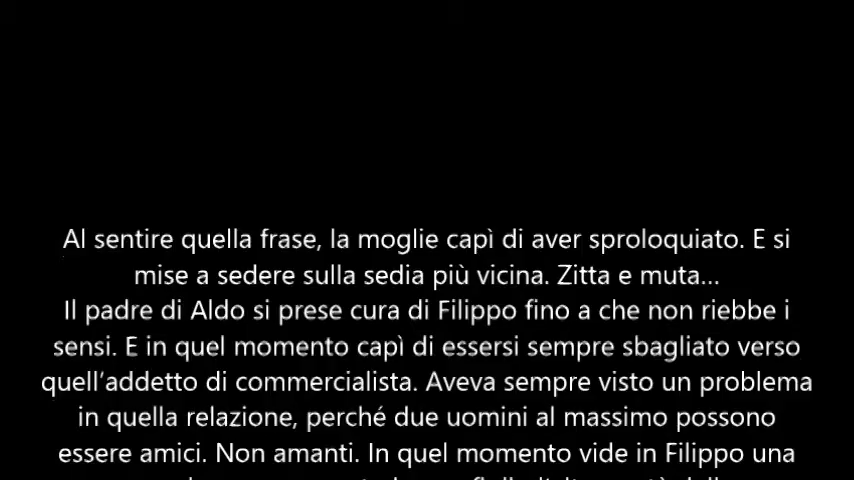 Al sentire quella frase, la moglie capì di aver sproloquiato. E si
mise a sedere sulla sedia più vicina. Zitta e muta...
Il padre di Aldo si prese cura di Filippo fino a che non riebbe i
sensi. E in quel momento capì di essersi sempre sbagliato verso
quell’addetto di commercialista. Aveva sempre visto un problema
in quella relazione, perché due uomini al massimo possono
essere amici. Non amanti. In quel momento vide in Filippo una